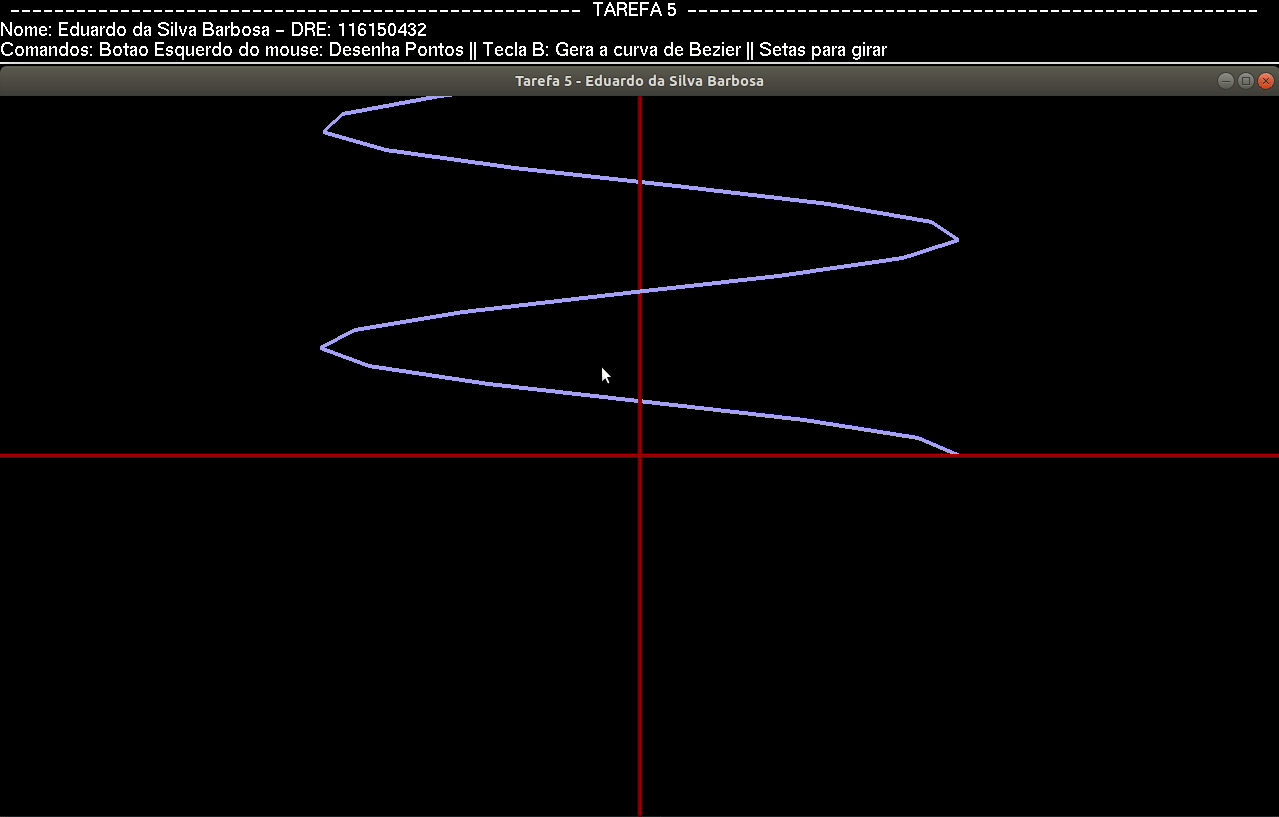 ------------------------------------------------------------ TAREFA 5 ------------------------------------------------------------
Nome: Eduardo da Silva Barbosa - DRE: 116150432
Comandos: Botao Esquerdo do mouse: Desenha Pontos || Tecla B: Gera a curva de Bezier || Setas para girar
Tarefa 5 - Eduardo da Silva Barbosa